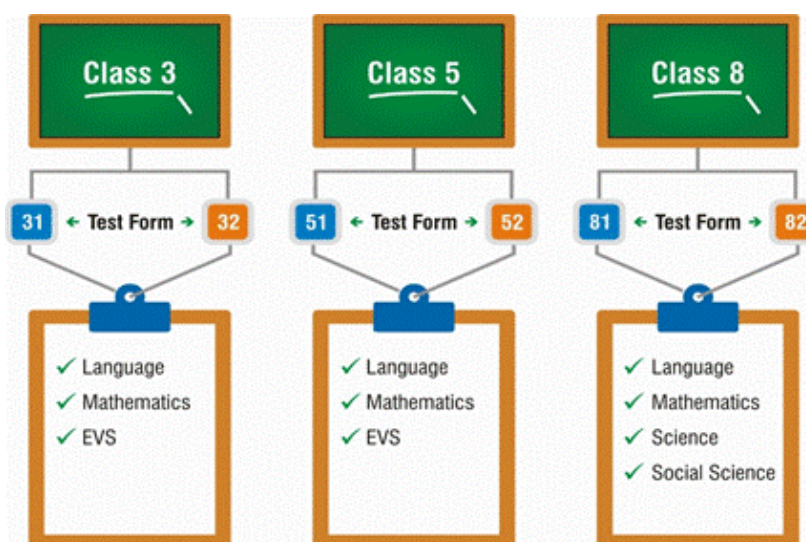 Class 3
Class 5
Class 8
31 ← Test Form → 32
51 ← Test Form → 52
81 ← Test Form → 82
✓ Language
✓ Mathematics
✓ EVS
✓ Language
✓ Mathematics
✓ EVS
✓ Language
✓ Mathematics
✓ Science
✓ Social Science